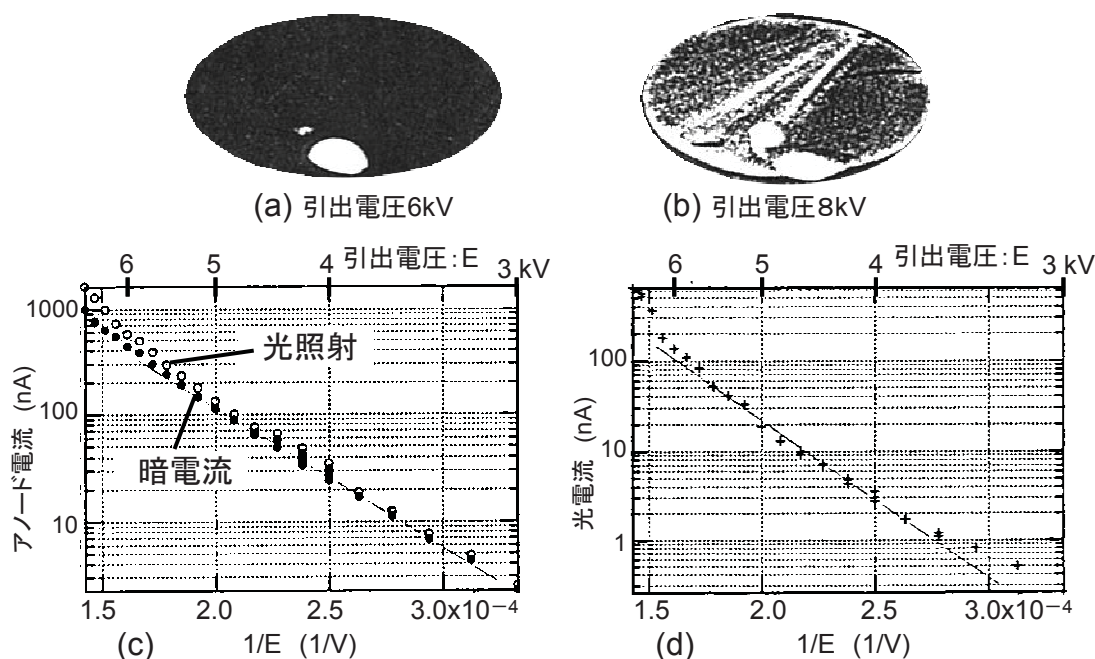 (a) 引出電圧6kV
(b) 引出電圧8kV
引出電圧:E
6 5 4 3 kV
アノード電流 (nA)
1000
100
10
光照射
暗電流
1.5 2.0 2.5 3.0x10⁻⁴
(c) 1/E (1/V)
引出電圧:E
6 5 4 3 kV
光電流 (nA)
100
10
1
1.5 2.0 2.5 3.0x10⁻⁴
(d) 1/E (1/V)